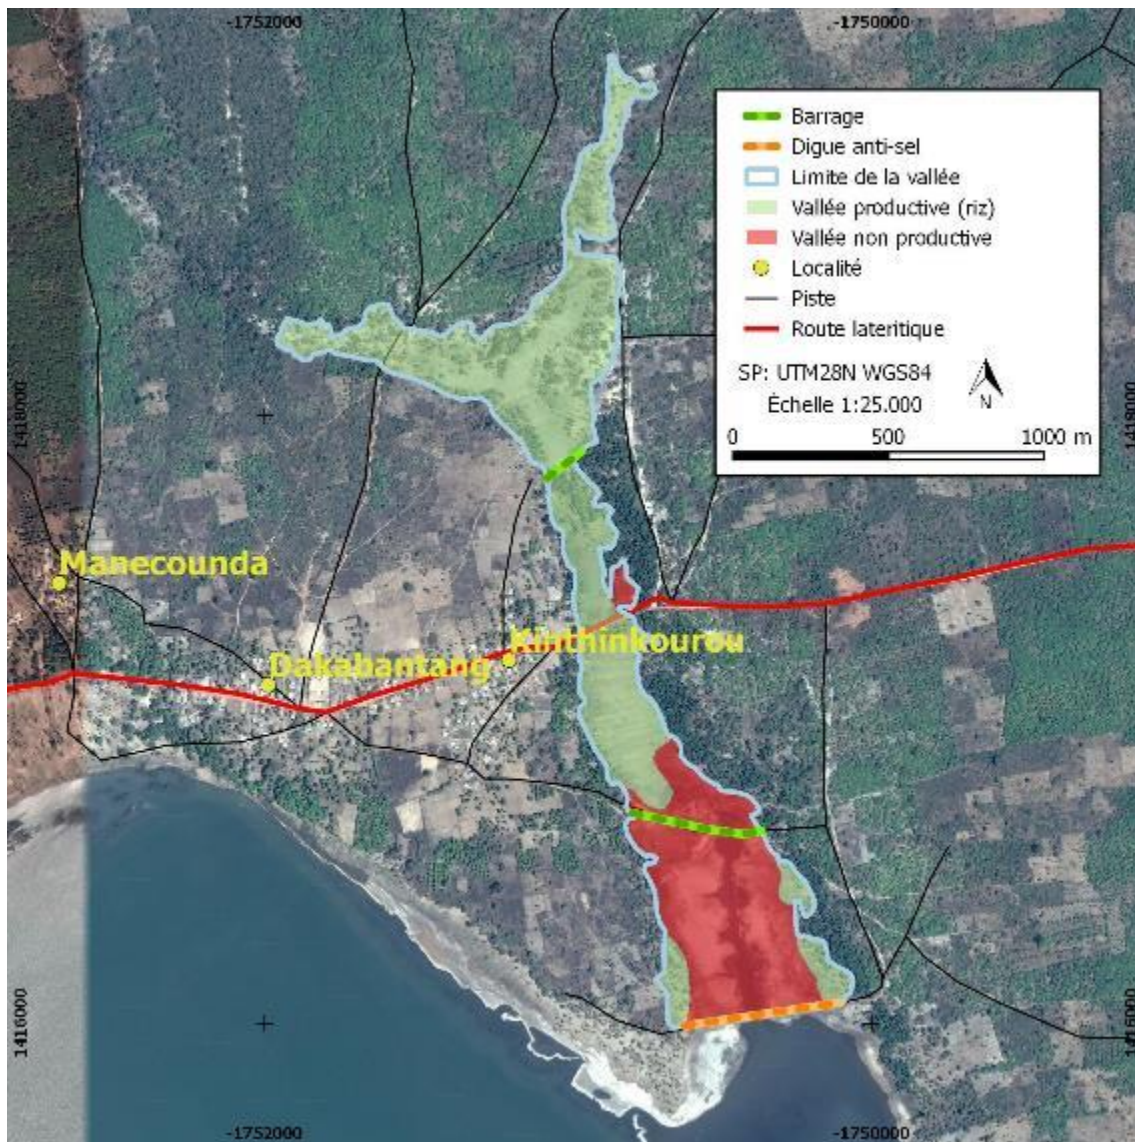 -1752000
-1750000
Barrage
Digue anti-sel
Limite de la vallée
Vallée productive (riz)
Vallée non productive
Localité
Piste
Route lateritique
SP: UTM28N WGS84
Échelle 1:25.000
N
0 500 1000 m
1418000
1418000
Manecounda
Kinthinkourou
Dakabantang
1416000
1416000
-1752000
-1750000